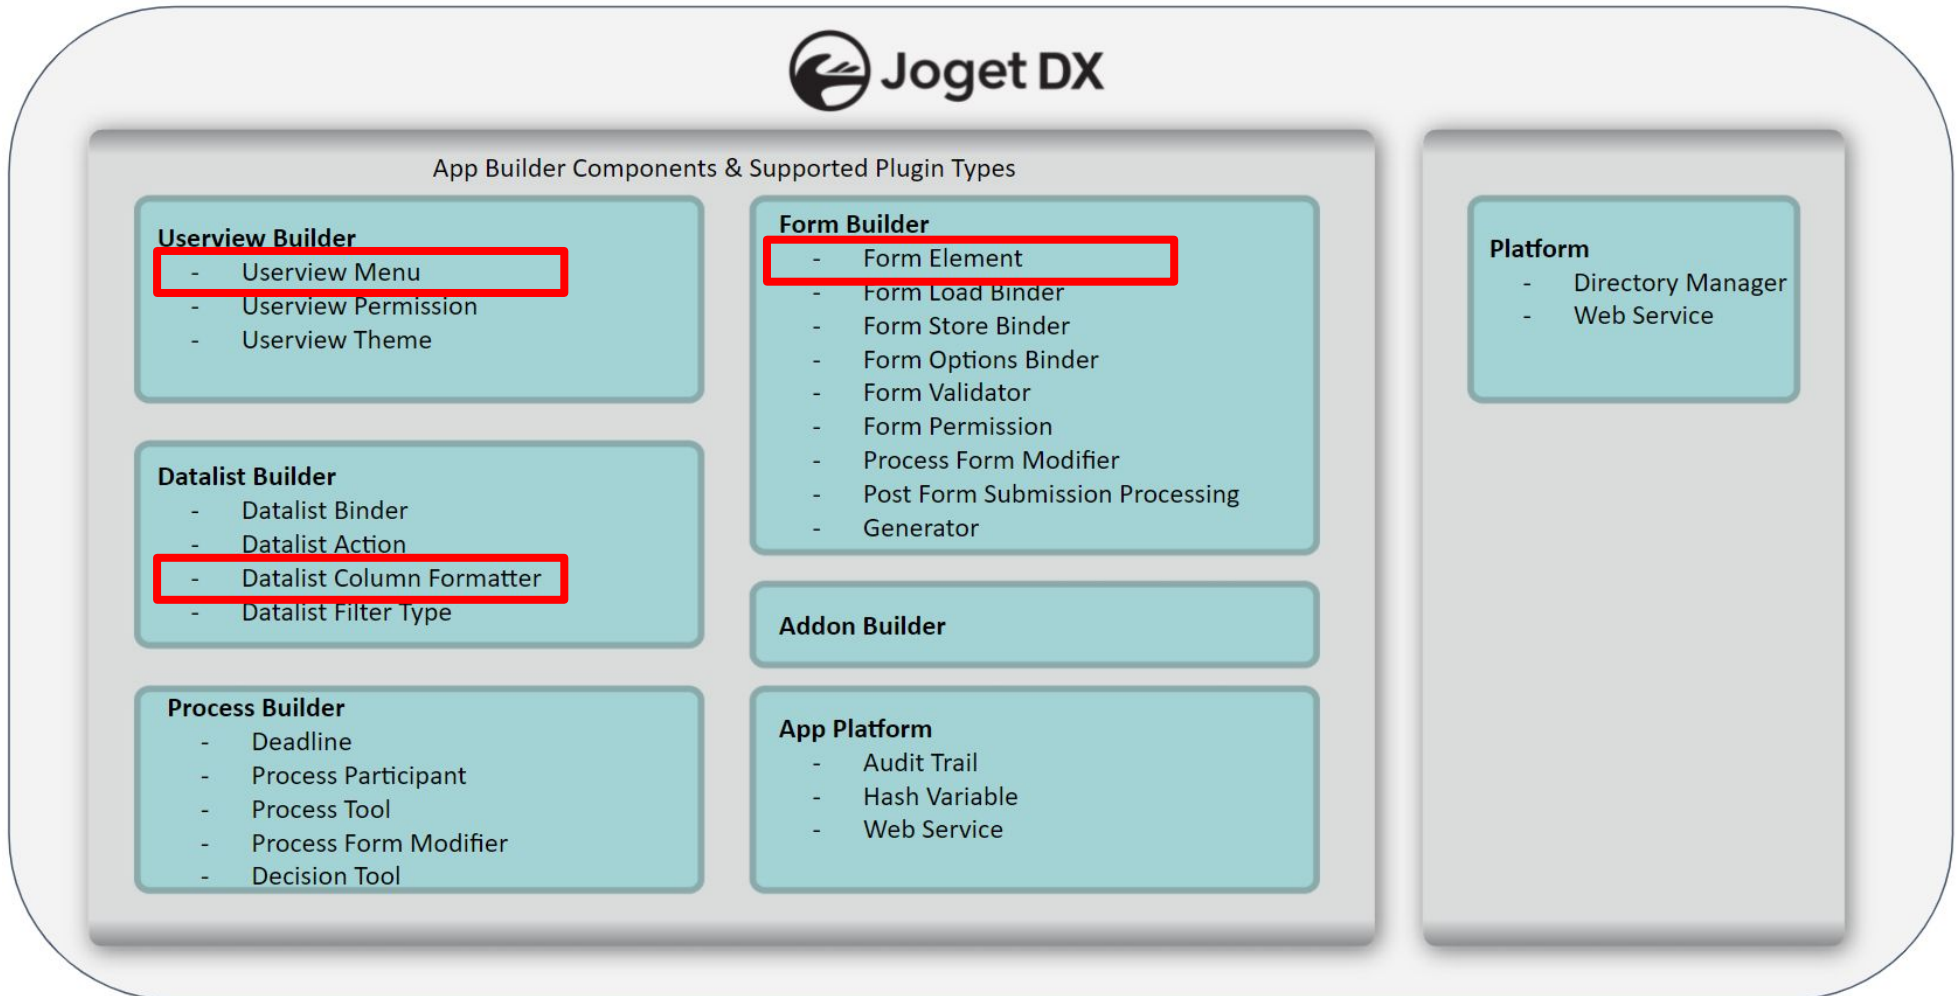 Joget DX
App Builder Components & Supported Plugin Types
Userview Builder
- Userview Menu
- Userview Permission
- Userview Theme
Datalist Builder
- Datalist Binder
- Datalist Action
- Datalist Column Formatter
- Datalist Filter Type
Process Builder
- Deadline
- Process Participant
- Process Tool
- Process Form Modifier
- Decision Tool
Form Builder
- Form Element
- Form Load Binder
- Form Store Binder
- Form Options Binder
- Form Validator
- Form Permission
- Process Form Modifier
- Post Form Submission Processing
- Generator
Addon Builder
App Platform
- Audit Trail
- Hash Variable
- Web Service
Platform
- Directory Manager
- Web Service